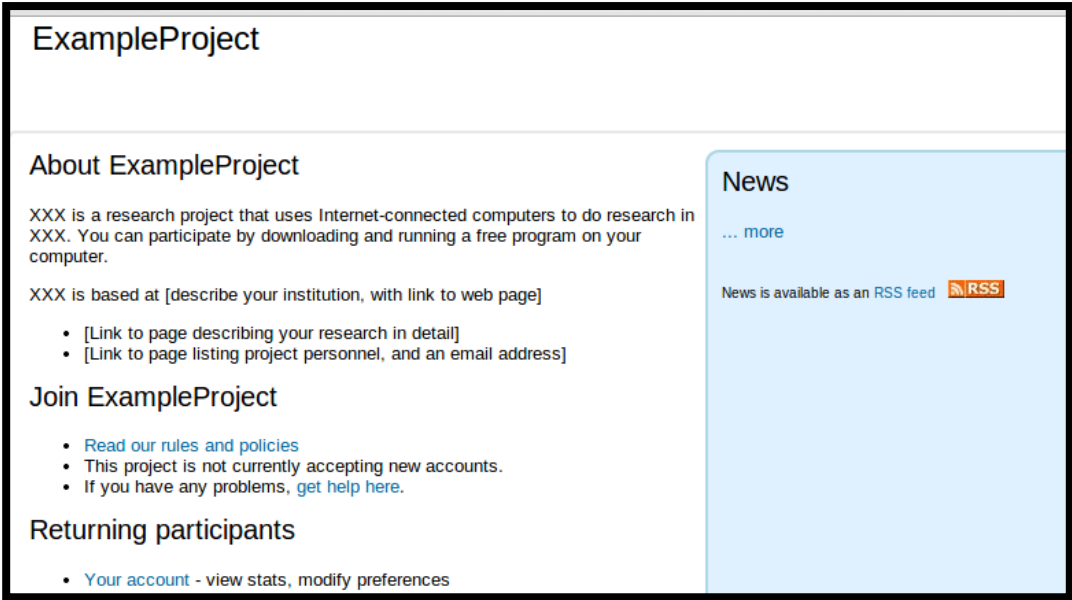 ExampleProject
About ExampleProject
XXX is a research project that uses Internet-connected computers to do research in
XXX. You can participate by downloading and running a free program on your
computer.
XXX is based at [describe your institution, with link to web page]
• [Link to page describing your research in detail]
• [Link to page listing project personnel, and an email address]
Join ExampleProject
• Read our rules and policies
• This project is not currently accepting new accounts.
• If you have any problems, get help here.
Returning participants
• Your account - view stats, modify preferences
News
… more
News is available as an RSS feed RSS